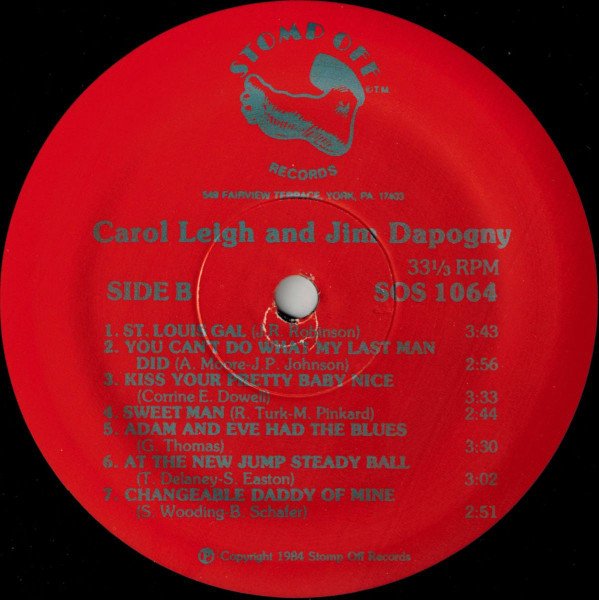 STOMP OFF
©T.M.
RECORDS
549 FAIRVIEW TERRACE, YORK, PA. 17403
Carol Leigh and Jim Dapogny
33⅓ RPM
SIDE B SOS 1064
1. ST. LOUIS GAL (J.R. Robinson) 3:43
2. YOU CAN'T DO WHAT MY LAST MAN
DID (A. Moore-J.P. Johnson) 2:56
3. KISS YOUR PRETTY BABY NICE
(Corrine E. Dowell) 3:33
4. SWEET MAN (R. Turk-M. Pinkard) 2:44
5. ADAM AND EVE HAD THE BLUES
(G. Thomas) 3:30
6. AT THE NEW JUMP STEADY BALL
(T. Delaney-S. Easton) 3:02
7. CHANGEABLE DADDY OF MINE
(S. Wooding-B. Schafer) 2:51
Ⓟ Copyright 1984 Stomp Off Records